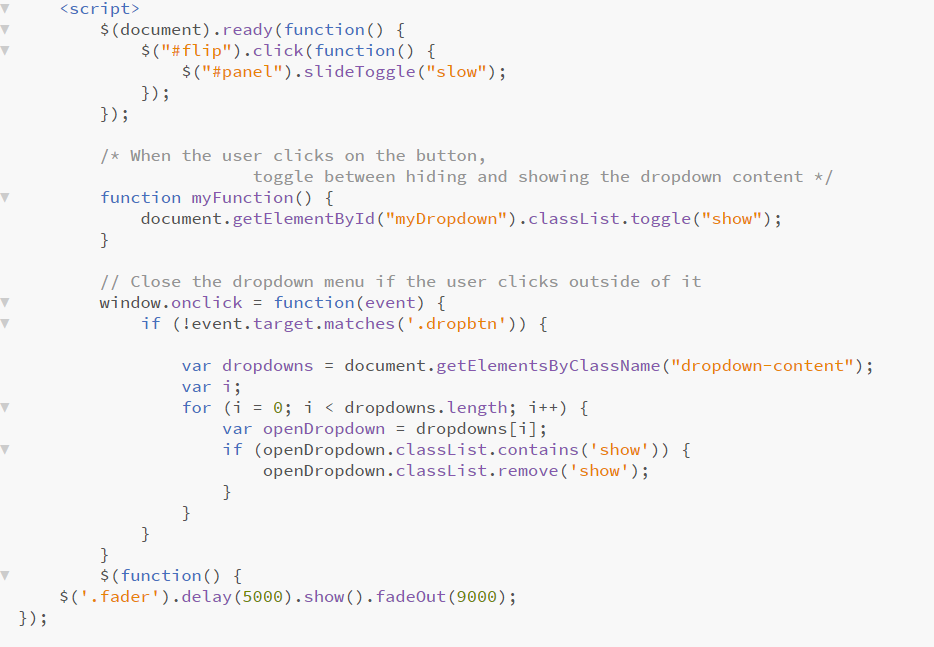 <script>
$(document).ready(function() {
$("#flip").click(function() {
$("#panel").slideToggle("slow");
});
});
/* When the user clicks on the button,
toggle between hiding and showing the dropdown content */
function myFunction() {
document.getElementById("myDropdown").classList.toggle("show");
}
// Close the dropdown menu if the user clicks outside of it
window.onclick = function(event) {
if (!event.target.matches('.dropbtn')) {
var dropdowns = document.getElementsByClassName("dropdown-content");
var i;
for (i = 0; i < dropdowns.length; i++) {
var openDropdown = dropdowns[i];
if (openDropdown.classList.contains('show')) {
openDropdown.classList.remove('show');
}
}
}
}
$(function() {
$('.fader').delay(5000).show().fadeOut(9000);
});